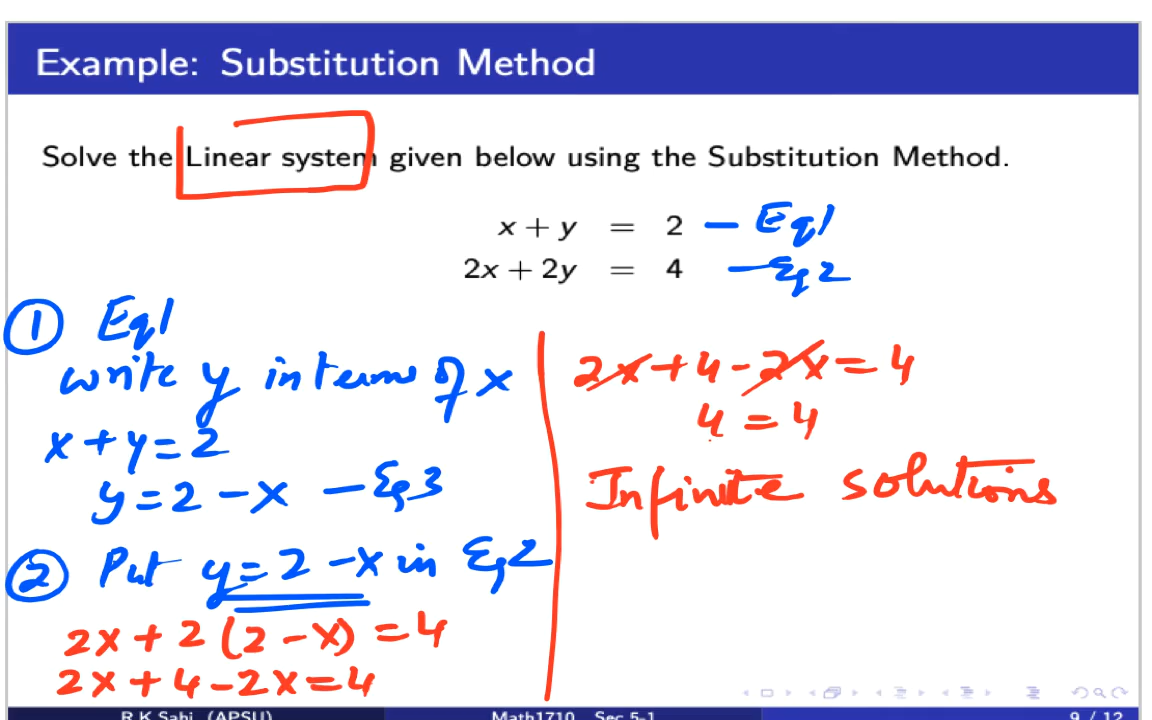 Example: Substitution Method
Solve the Linear system given below using the Substitution Method.
x + y = 2 — Eq1
2x + 2y = 4 — Eq2
① Eq1
write y in terms of x
x + y = 2
y = 2 - x — Eq3
② Put y = 2 - x in Eq2
2x + 2(2 - x) = 4
2x + 4 - 2x = 4
2x + 4 - 2x = 4
4 = 4
Infinite solutions
R.K.Sahi (APSU) Math1710 Sec 5-1 9 / 12